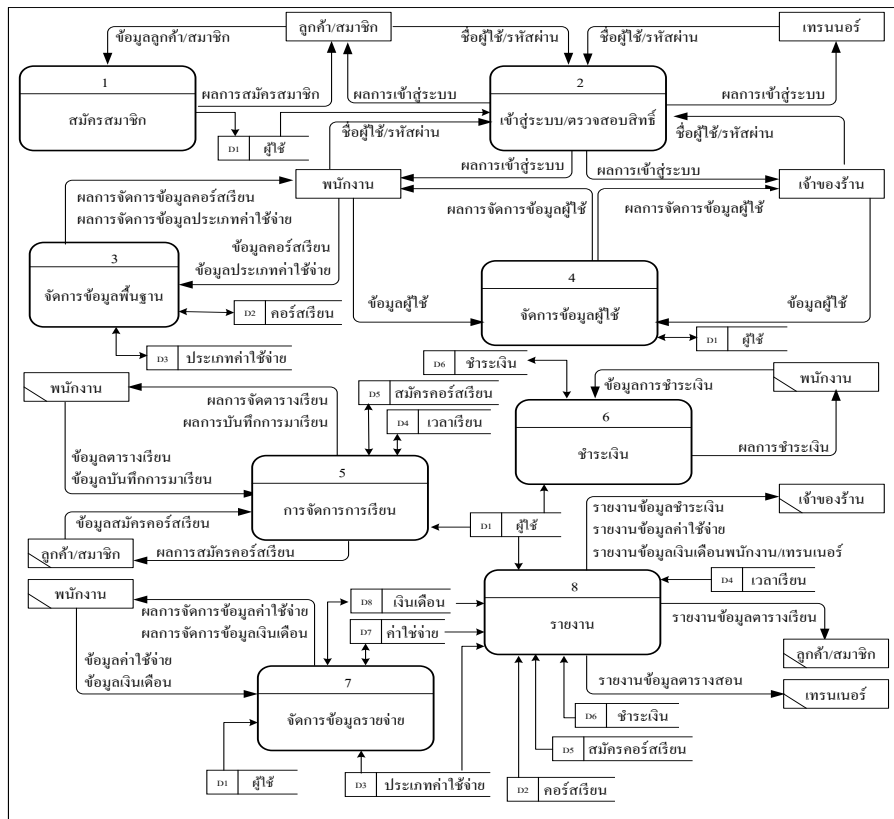 ลูกค้า/สมาชิก
เทรนนอร์
ข้อมูลลูกค้า/สมาชิก
ชื่อผู้ใช้/รหัสผ่าน
ชื่อผู้ใช้/รหัสผ่าน
1
สมัครสมาชิก
ผลการสมัครสมาชิก
2
เข้าสู่ระบบ/ตรวจสอบสิทธิ์
ผลการเข้าสู่ระบบ
ผลการเข้าสู่ระบบ
D1 ผู้ใช้
ชื่อผู้ใช้/รหัสผ่าน
ชื่อผู้ใช้/รหัสผ่าน
ผลการเข้าสู่ระบบ
ผลการเข้าสู่ระบบ
พนักงาน
เจ้าของร้าน
ผลการจัดการข้อมูลคอร์สเรียน
ผลการจัดการข้อมูลประเภทค่าใช้จ่าย
ผลการจัดการข้อมูลผู้ใช้
ผลการจัดการข้อมูลผู้ใช้
ข้อมูลคอร์สเรียน
ข้อมูลประเภทค่าใช้จ่าย
3
จัดการข้อมูลพื้นฐาน
4
จัดการข้อมูลผู้ใช้
ข้อมูลผู้ใช้
ข้อมูลผู้ใช้
D2 คอร์สเรียน
D1 ผู้ใช้
D3 ประเภทค่าใช้จ่าย
D6 ชำระเงิน
พนักงาน
ผลการจัดตารางเรียน
ผลการบันทึกการมาเรียน
D5 สมัครคอร์สเรียน
D4 เวลาเรียน
ข้อมูลการชำระเงิน
พนักงาน
6
ชำระเงิน
ผลการชำระเงิน
ข้อมูลตารางเรียน
ข้อมูลบันทึกการมาเรียน
5
การจัดการการเรียน
ข้อมูลสมัครคอร์สเรียน
ลูกค้า/สมาชิก
ผลการสมัครคอร์สเรียน
D1 ผู้ใช้
รายงานข้อมูลชำระเงิน
รายงานข้อมูลค่าใช้จ่าย
รายงานข้อมูลเงินเดือนพนักงาน/เทรนเนอร์
เจ้าของร้าน
พนักงาน
ผลการจัดการข้อมูลค่าใช้จ่าย
ผลการจัดการข้อมูลเงินเดือน
D8 เงินเดือน
D7 ค่าใช่จ่าย
8
รายงาน
D4 เวลาเรียน
รายงานข้อมูลตารางเรียน
ลูกค้า/สมาชิก
ข้อมูลค่าใช้จ่าย
ข้อมูลเงินเดือน
7
จัดการข้อมูลรายจ่าย
รายงานข้อมูลตารางสอน
เทรนเนอร์
D6 ชำระเงิน
D5 สมัครคอร์สเรียน
D1 ผู้ใช้
D3 ประเภทค่าใช้จ่าย
D2 คอร์สเรียน